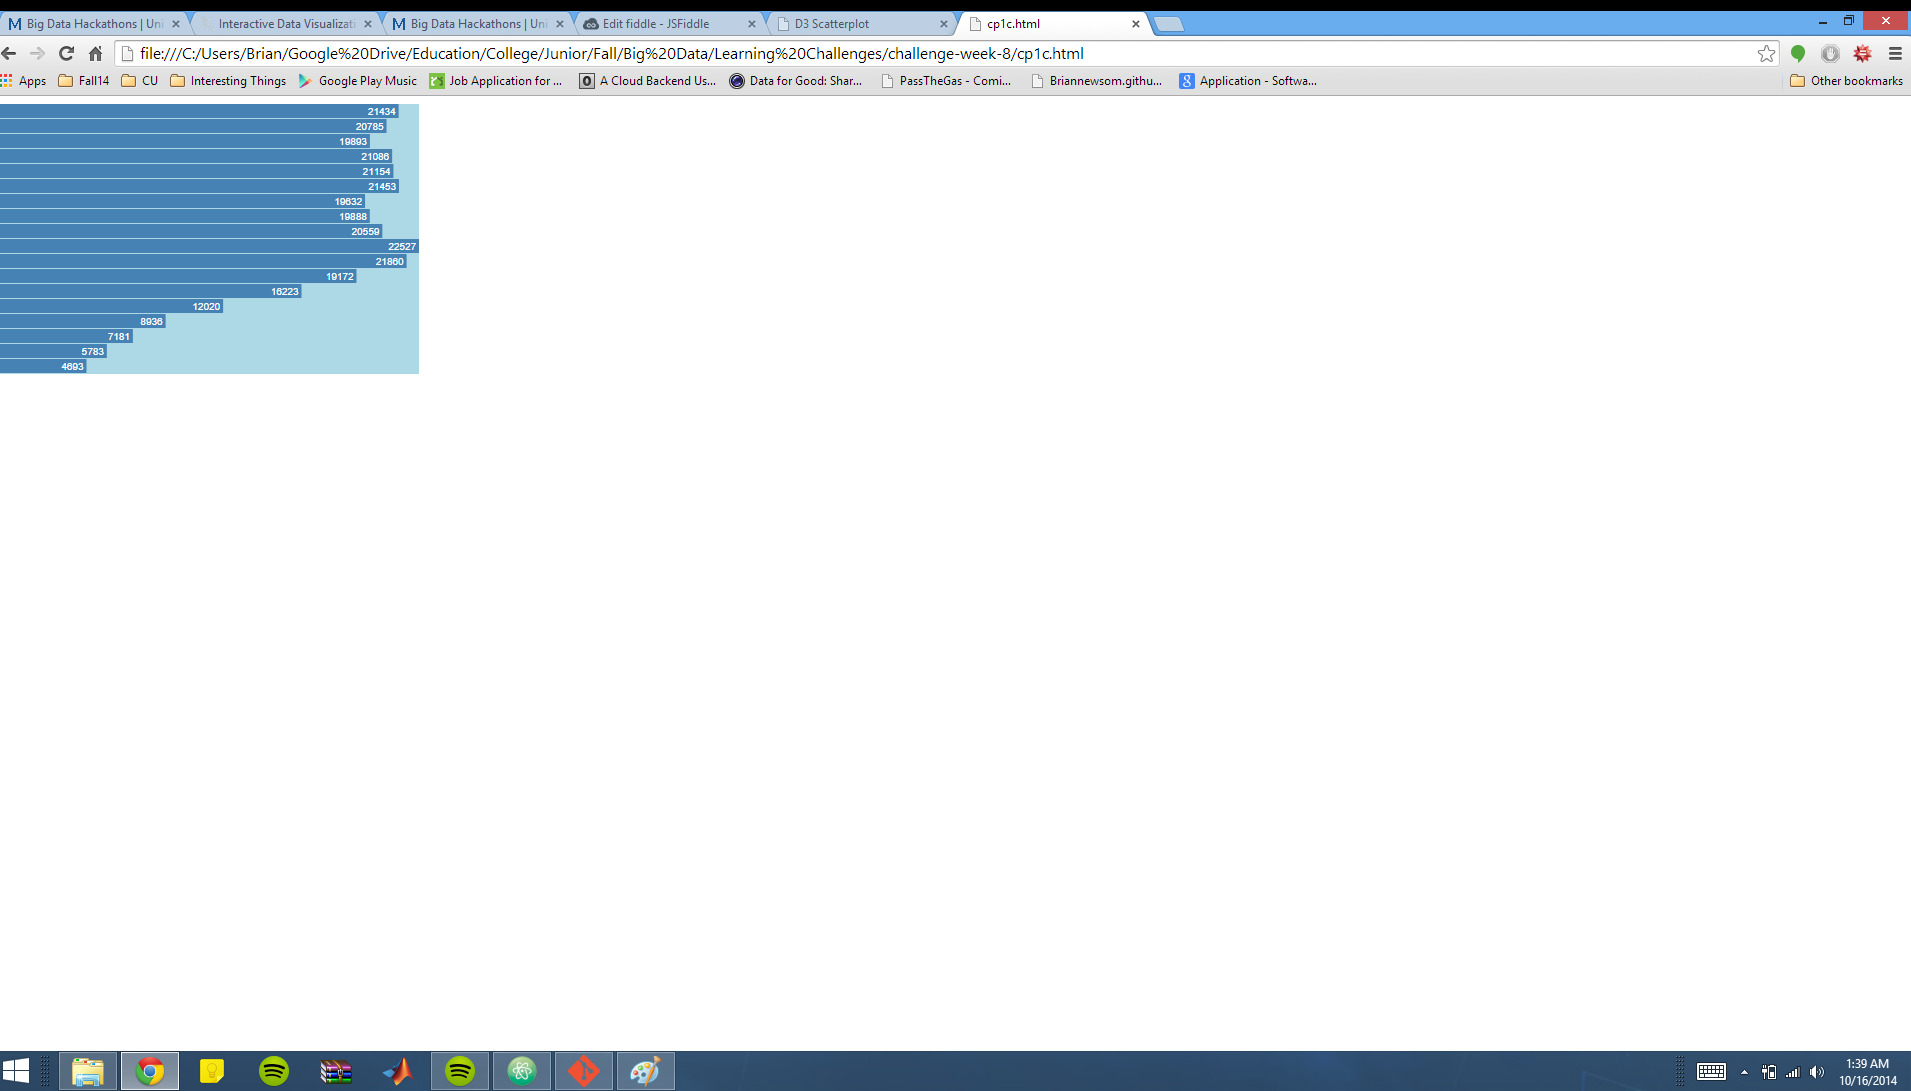 Big Data Hackathons | Uni
Interactive Data Visualizati
Big Data Hackathons | Uni
Edit fiddle - JSFiddle
D3 Scatterplot
cp1c.html
file:///C:/Users/Brian/Google%20Drive/Education/College/Junior/Fall/Big%20Data/Learning%20Challenges/challenge-week-8/cp1c.html
Apps
Fall14
CU
Interesting Things
Google Play Music
Job Application for ...
A Cloud Backend Us...
Data for Good: Shar...
PassTheGas - Comi...
Briannewsom.githu...
Application - Softwa...
Other bookmarks
21434
20785
19893
21086
21154
21453
19632
19888
20559
22527
21860
19172
16223
12020
8936
7181
5783
4693
1:39 AM
10/16/2014